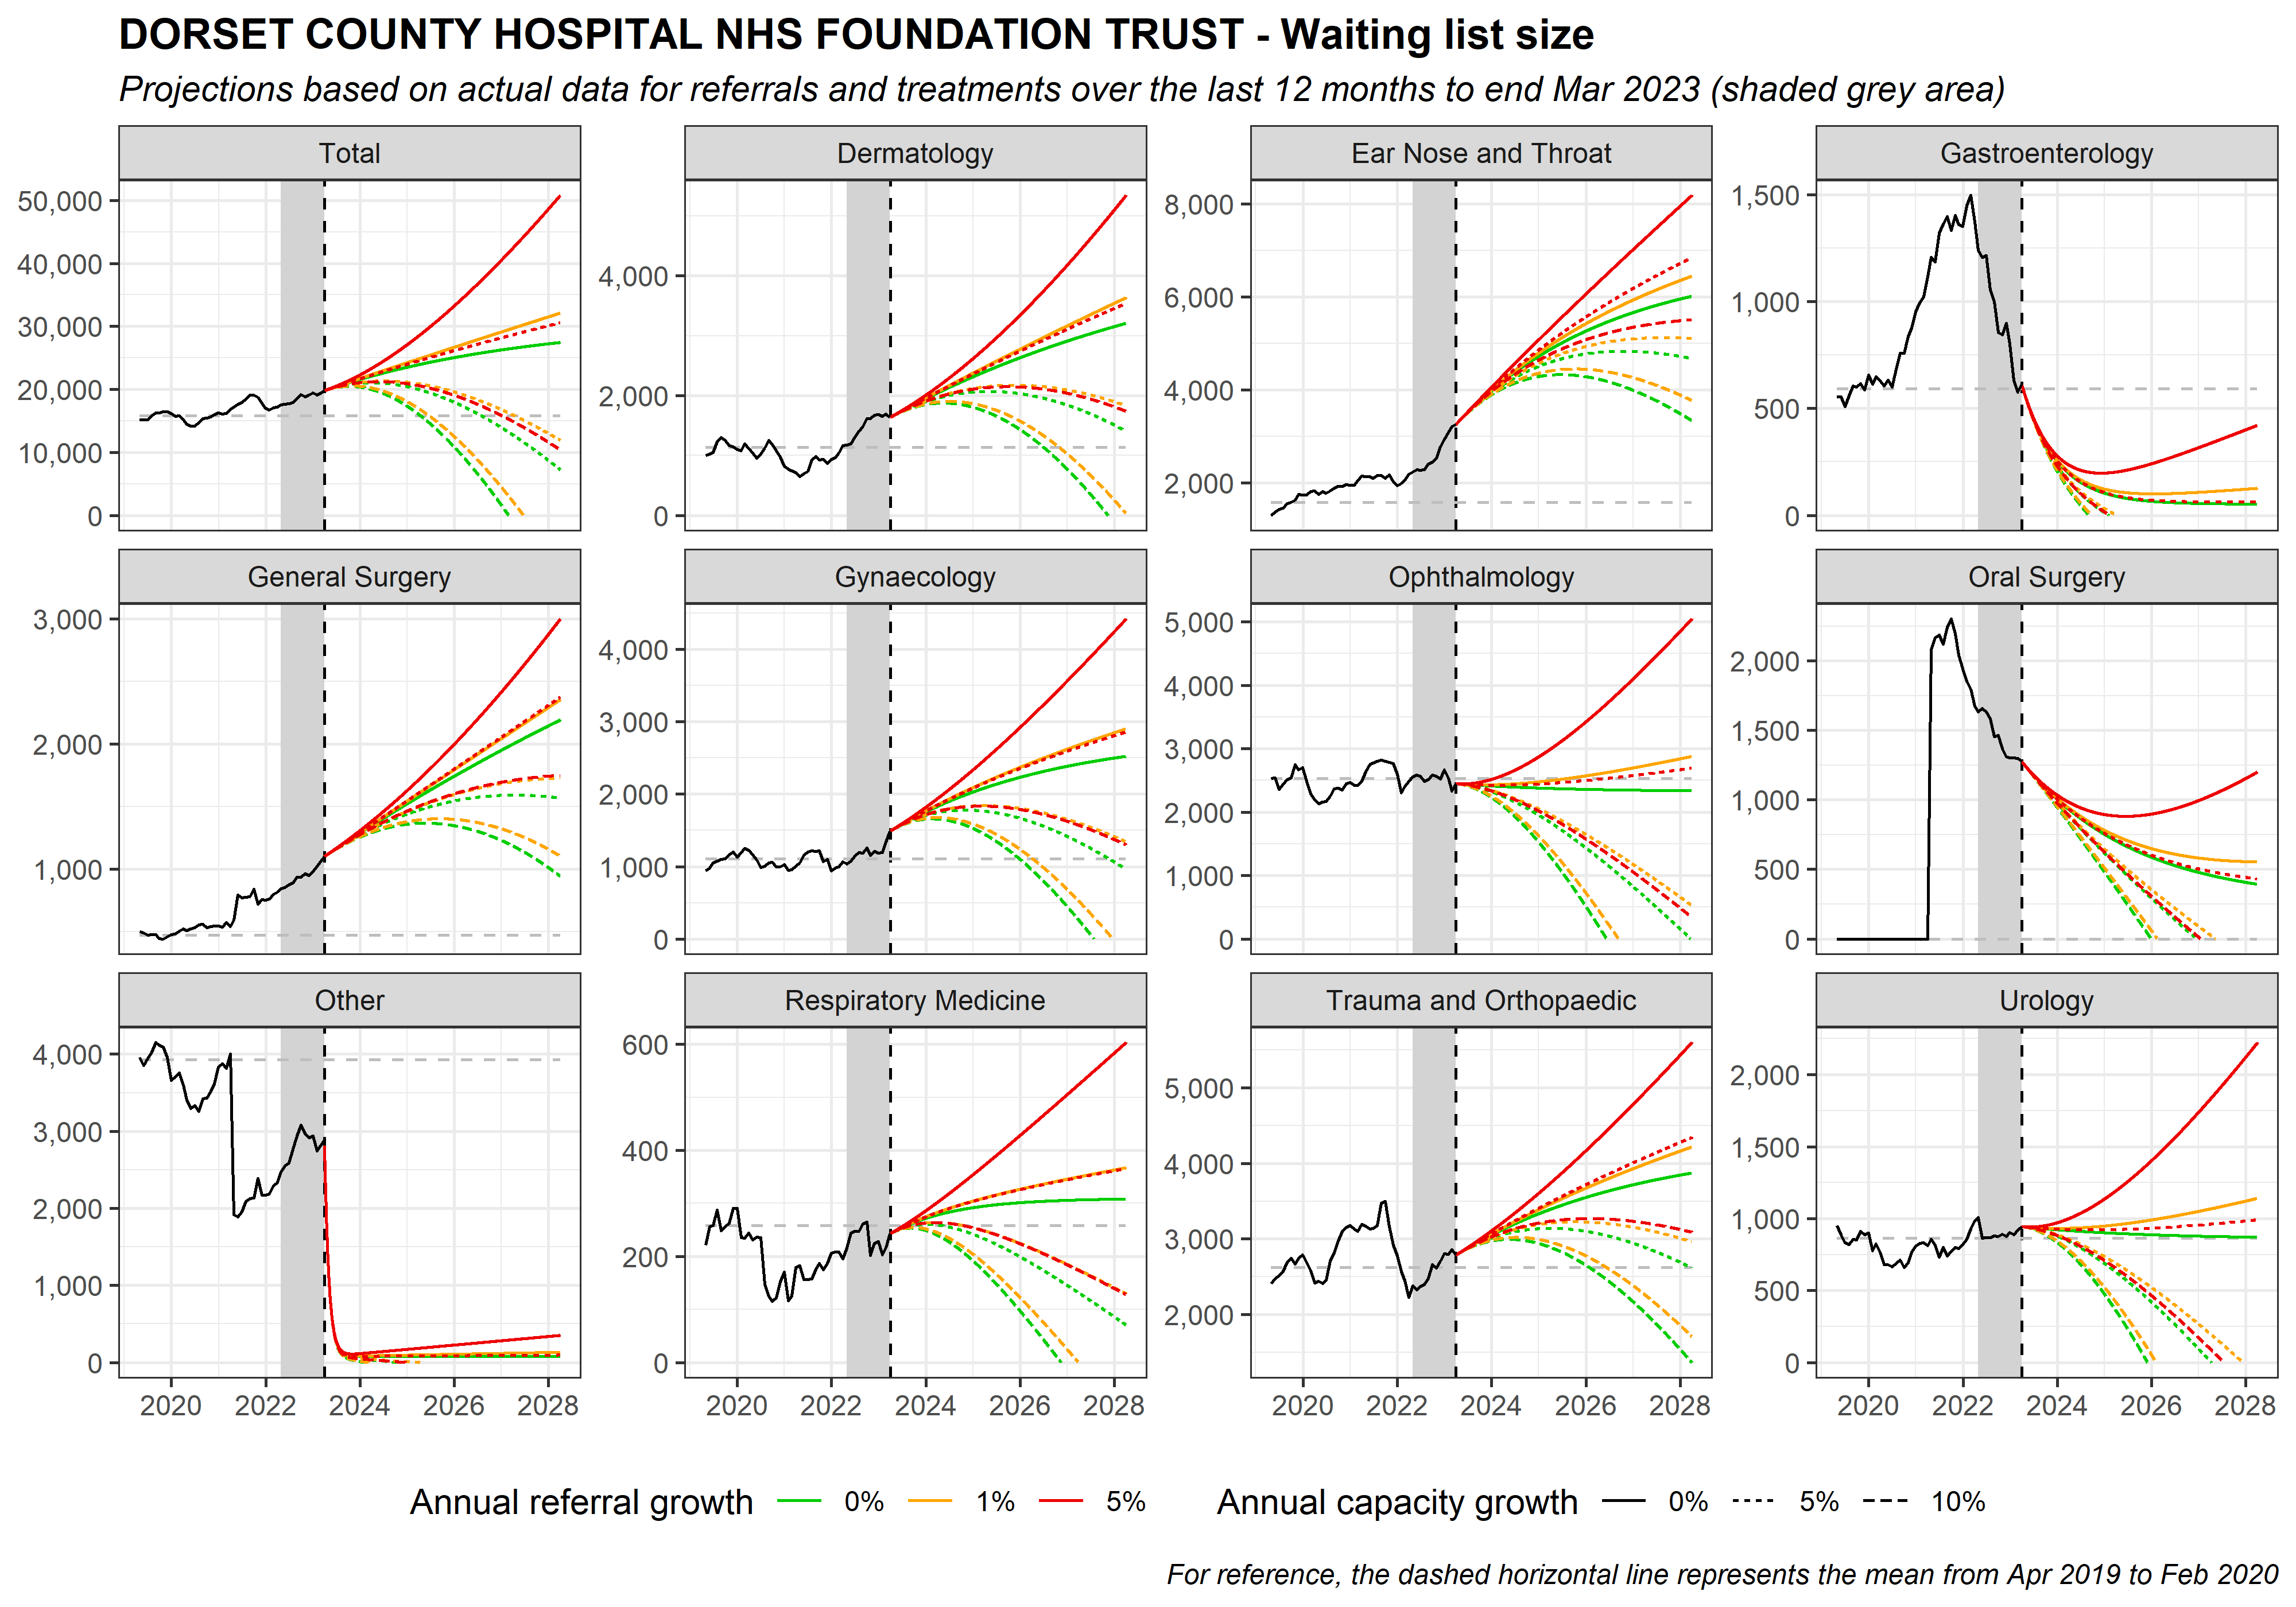 DORSET COUNTY HOSPITAL NHS FOUNDATION TRUST - Waiting list size
Projections based on actual data for referrals and treatments over the last 12 months to end Mar 2023 (shaded grey area)
Total
50,000
40,000
30,000
20,000
10,000
0
Dermatology
4,000
2,000
0
Ear Nose and Throat
8,000
6,000
4,000
2,000
Gastroenterology
1,500
1,000
500
0
General Surgery
3,000
2,000
1,000
Gynaecology
4,000
3,000
2,000
1,000
0
Ophthalmology
5,000
4,000
3,000
2,000
1,000
0
Oral Surgery
2,000
1,500
1,000
500
0
Other
4,000
3,000
2,000
1,000
0
2020 2022 2024 2026 2028
Respiratory Medicine
600
400
200
0
2020 2022 2024 2026 2028
Trauma and Orthopaedic
5,000
4,000
3,000
2,000
2020 2022 2024 2026 2028
Urology
2,000
1,500
1,000
500
0
2020 2022 2024 2026 2028
Annual referral growth 0% 1% 5%
Annual capacity growth 0% 5% 10%
For reference, the dashed horizontal line represents the mean from Apr 2019 to Feb 2020